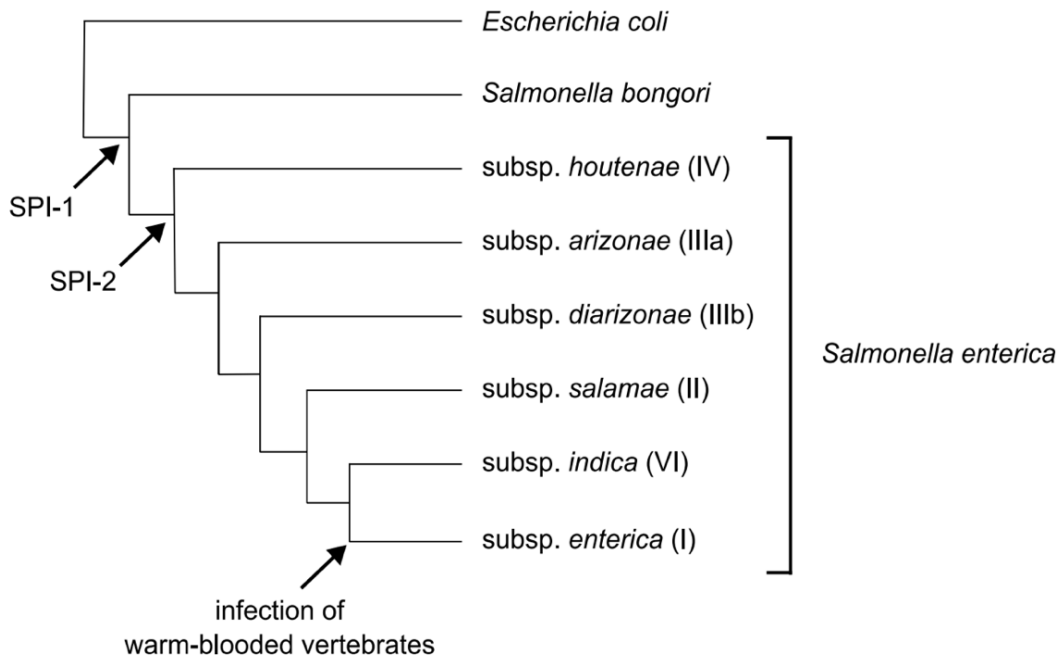 Escherichia coli
Salmonella bongori
subsp. houtenae (IV)
SPI-1
subsp. arizonae (IIIa)
SPI-2
subsp. diarizonae (IIIb)
Salmonella enterica
subsp. salamae (II)
subsp. indica (VI)
subsp. enterica (I)
infection of
warm-blooded vertebrates